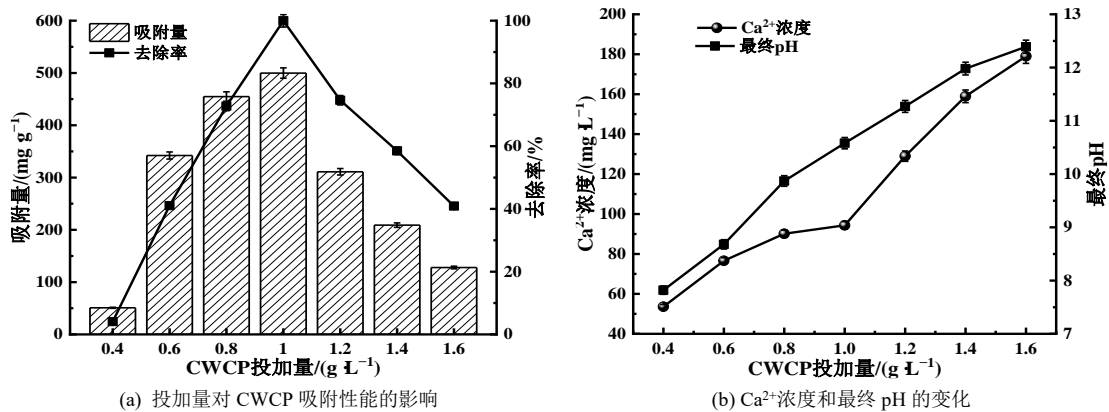 600
500
400
300
200
100
0
吸附量/(mg g⁻¹)
吸附量
去除率
100
80
60
40
20
0
去除率/%
0.4 0.6 0.8 1 1.2 1.4 1.6
CWCP投加量/(g·L⁻¹)
(a) 投加量对 CWCP 吸附性能的影响
200
180
160
140
120
100
80
60
40
Ca²⁺浓度/(mg·L⁻¹)
Ca²⁺浓度
最终pH
13
12
11
10
9
8
7
最终pH
0.4 0.6 0.8 1.0 1.2 1.4 1.6
CWCP投加量/(g·L⁻¹)
(b) Ca²⁺浓度和最终 pH 的变化